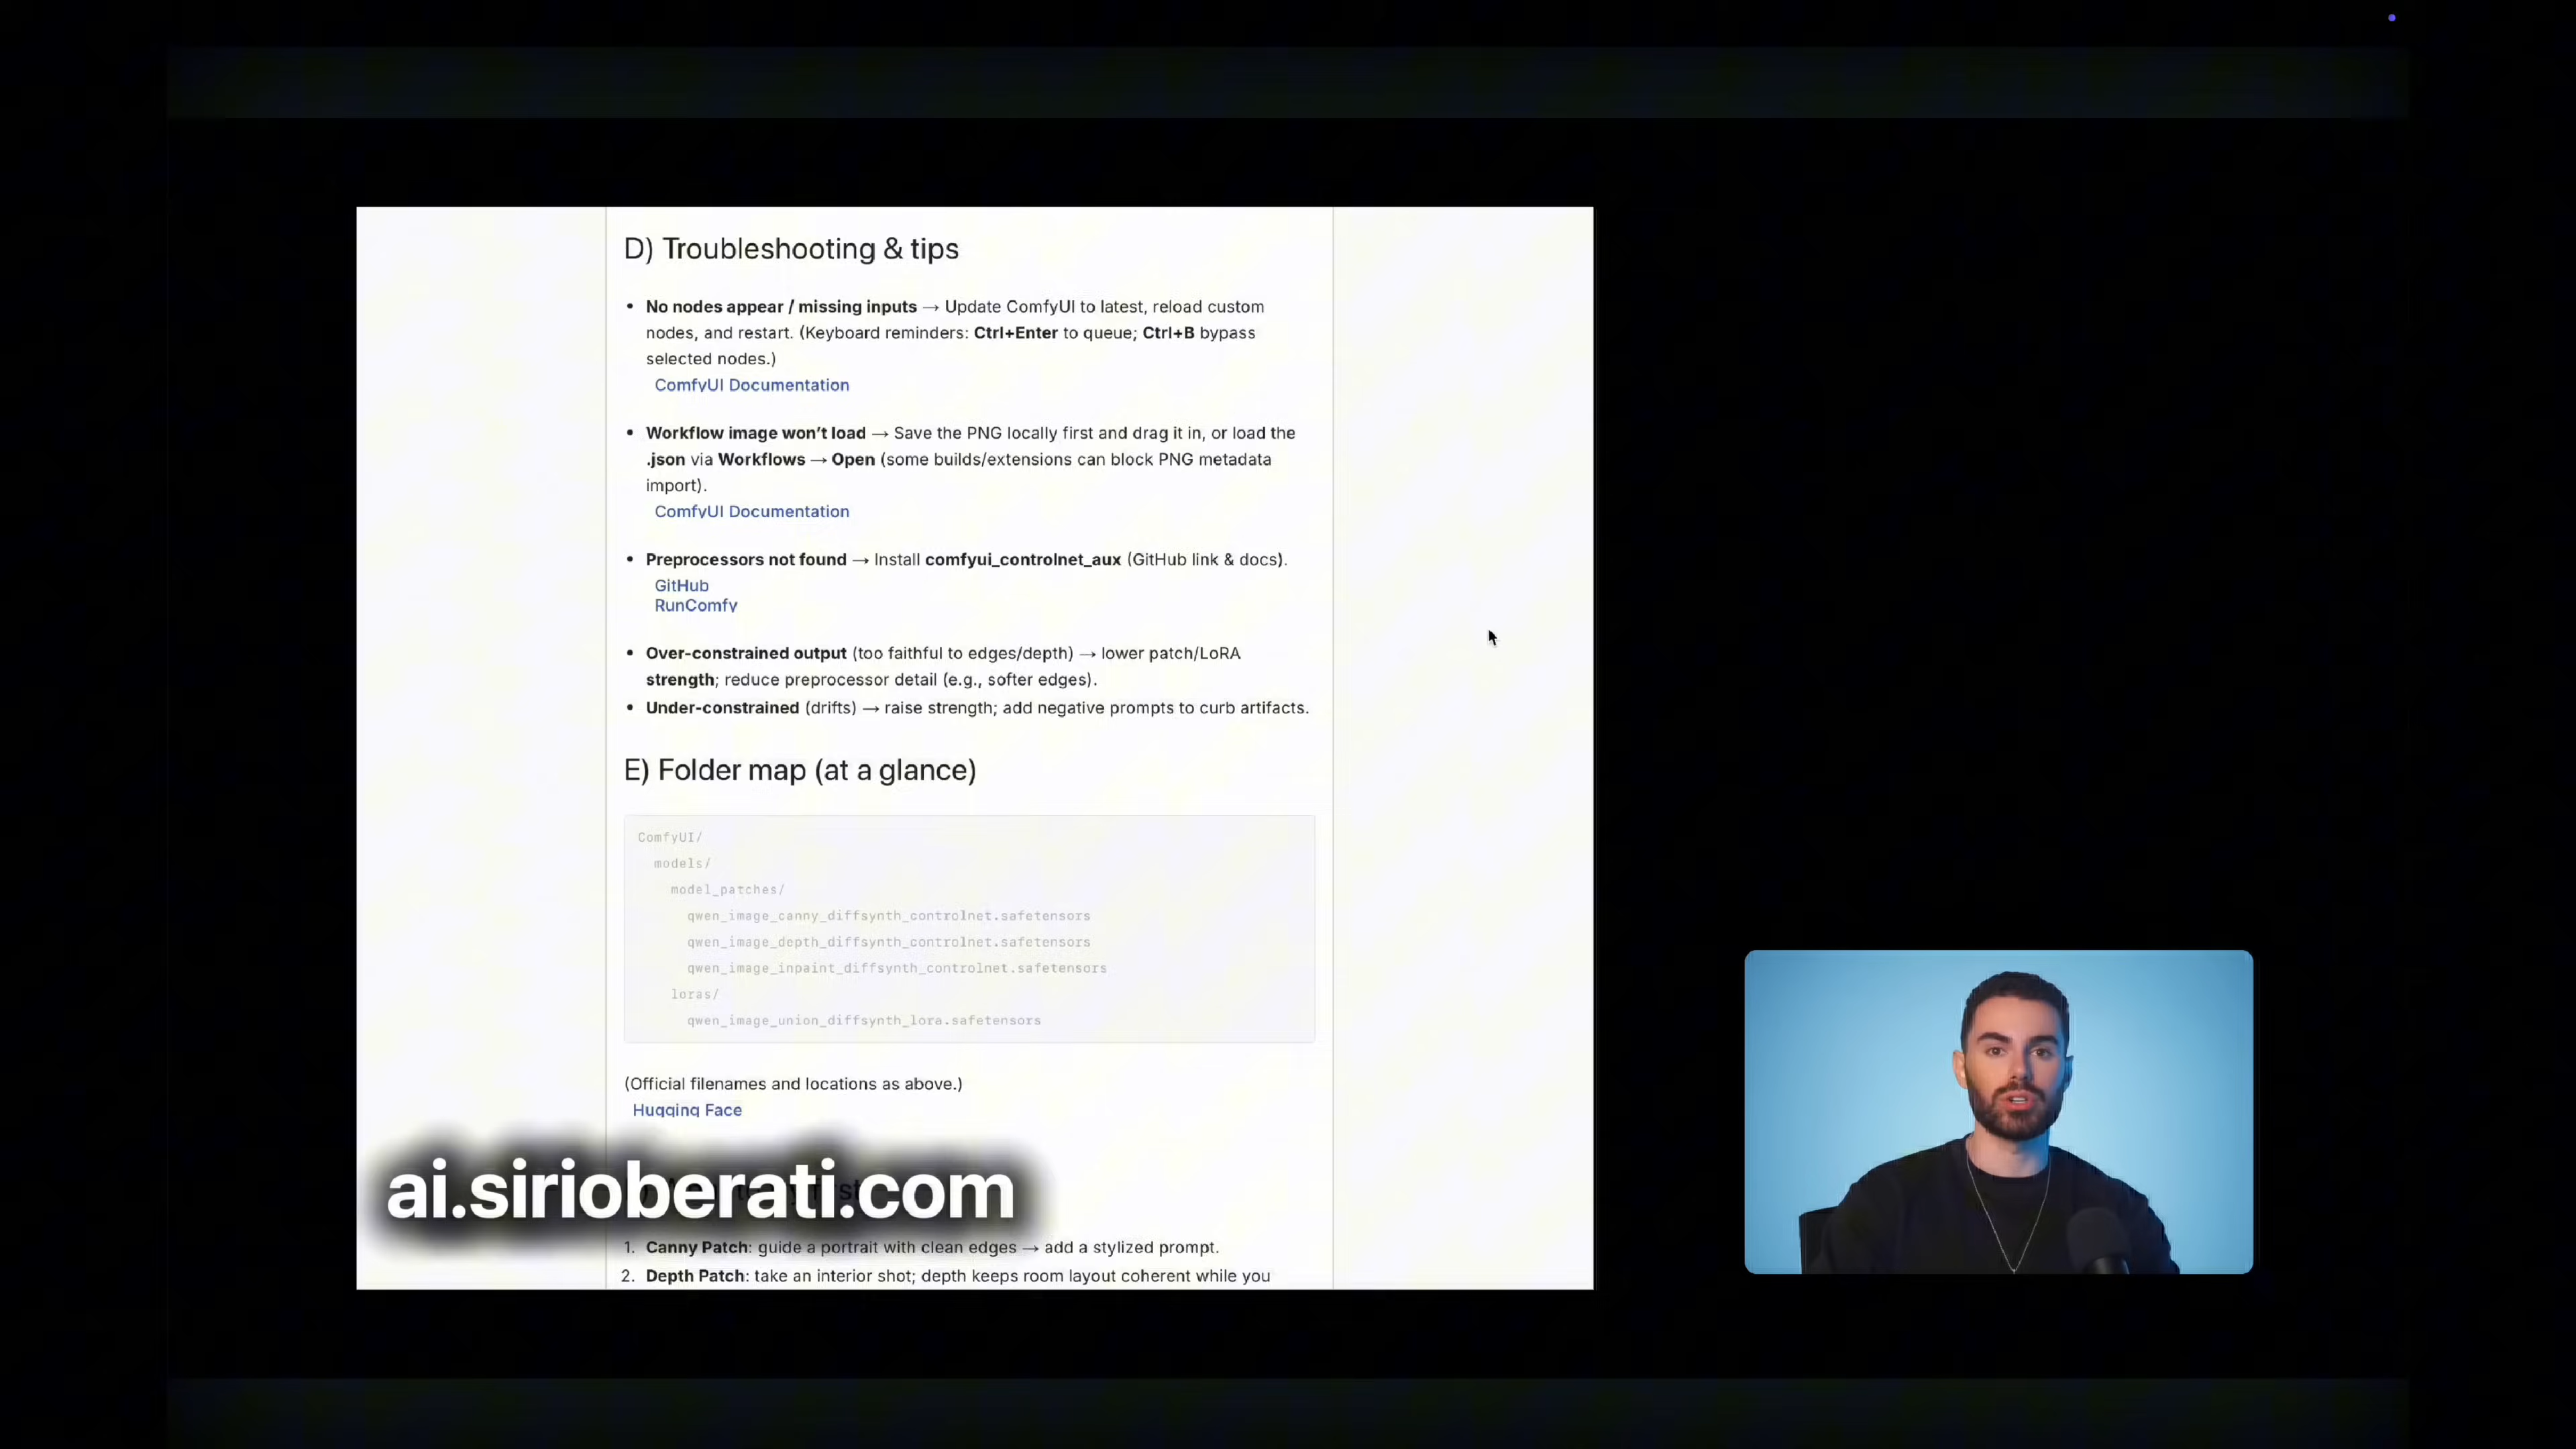 D) Troubleshooting & tips
• No nodes appear / missing inputs → Update ComfyUI to latest, reload custom
nodes, and restart. (Keyboard reminders: Ctrl+Enter to queue; Ctrl+B bypass
selected nodes.)
ComfyUI Documentation
• Workflow image won’t load → Save the PNG locally first and drag it in, or load the
.json via Workflows → Open (some builds/extensions can block PNG metadata
import).
ComfyUI Documentation
• Preprocessors not found → Install comfyui_controlnet_aux (GitHub link & docs).
GitHub
RunComfy
• Over-constrained output (too faithful to edges/depth) → lower patch/LoRA
strength; reduce preprocessor detail (e.g., softer edges).
• Under-constrained (drifts) → raise strength; add negative prompts to curb artifacts.
E) Folder map (at a glance)
ComfyUI/
models/
model_patches/
qwen_image_canny_diffsynth_controlnet.safetensors
qwen_image_depth_diffsynth_controlnet.safetensors
qwen_image_inpaint_diffsynth_controlnet.safetensors
loras/
qwen_image_union_diffsynth_lora.safetensors
(Official filenames and locations as above.)
Hugging Face
ai.sirioberati.com
1. Canny Patch: guide a portrait with clean edges → add a stylized prompt.
2. Depth Patch: take an interior shot; depth keeps room layout coherent while you